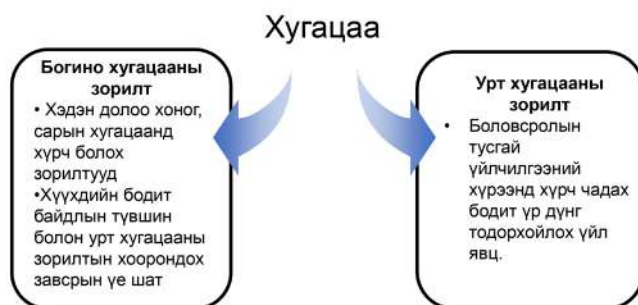 Хугацаа
Богино хугацааны
зорилт
• Хэдэн долоо хоног,
сарын хугацаанд
хүрч болох
зорилтууд
•Хүүхдийн бодит
байдлын түвшин
болон урт хугацааны
зорилтын хоорондох
завсрын үе шат
Урт хугацааны
зорилт
• Боловсролын
тусгай
үйлчилгээний
хүрээнд хүрч чадах
бодит үр дүнг
тодорхойлох үйл
явц.